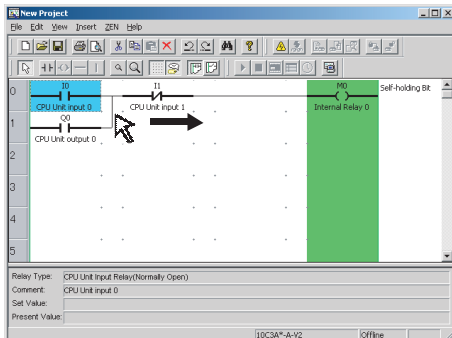 New Project
File Edit View Insert ZEN Help
0
I0
I1
M0
Self-holding Bit
CPU Unit input 0
CPU Unit input 1
Internal Relay 0
1
Q0
CPU Unit output 0
2
3
4
5
Relay Type: CPU Unit Input Relay(Normally Open)
Comment: CPU Unit input 0
Set Value:
Present Value:
10C3A*-A-V2 Offline